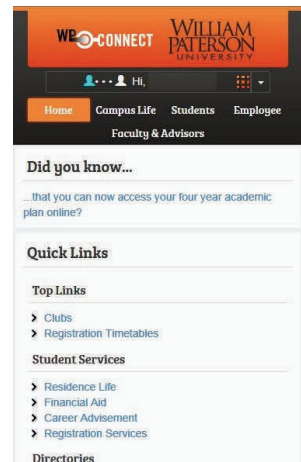 WP CONNECT
WILLIAM
PATERSON
UNIVERSITY
Hi,
Home Campus Life Students Employee
Faculty & Advisors
Did you know...
...that you can now access your four year academic
plan online?
Quick Links
Top Links
Clubs
Registration Timetables
Student Services
Residence Life
Financial Aid
Career Advisement
Registration Services
Directories